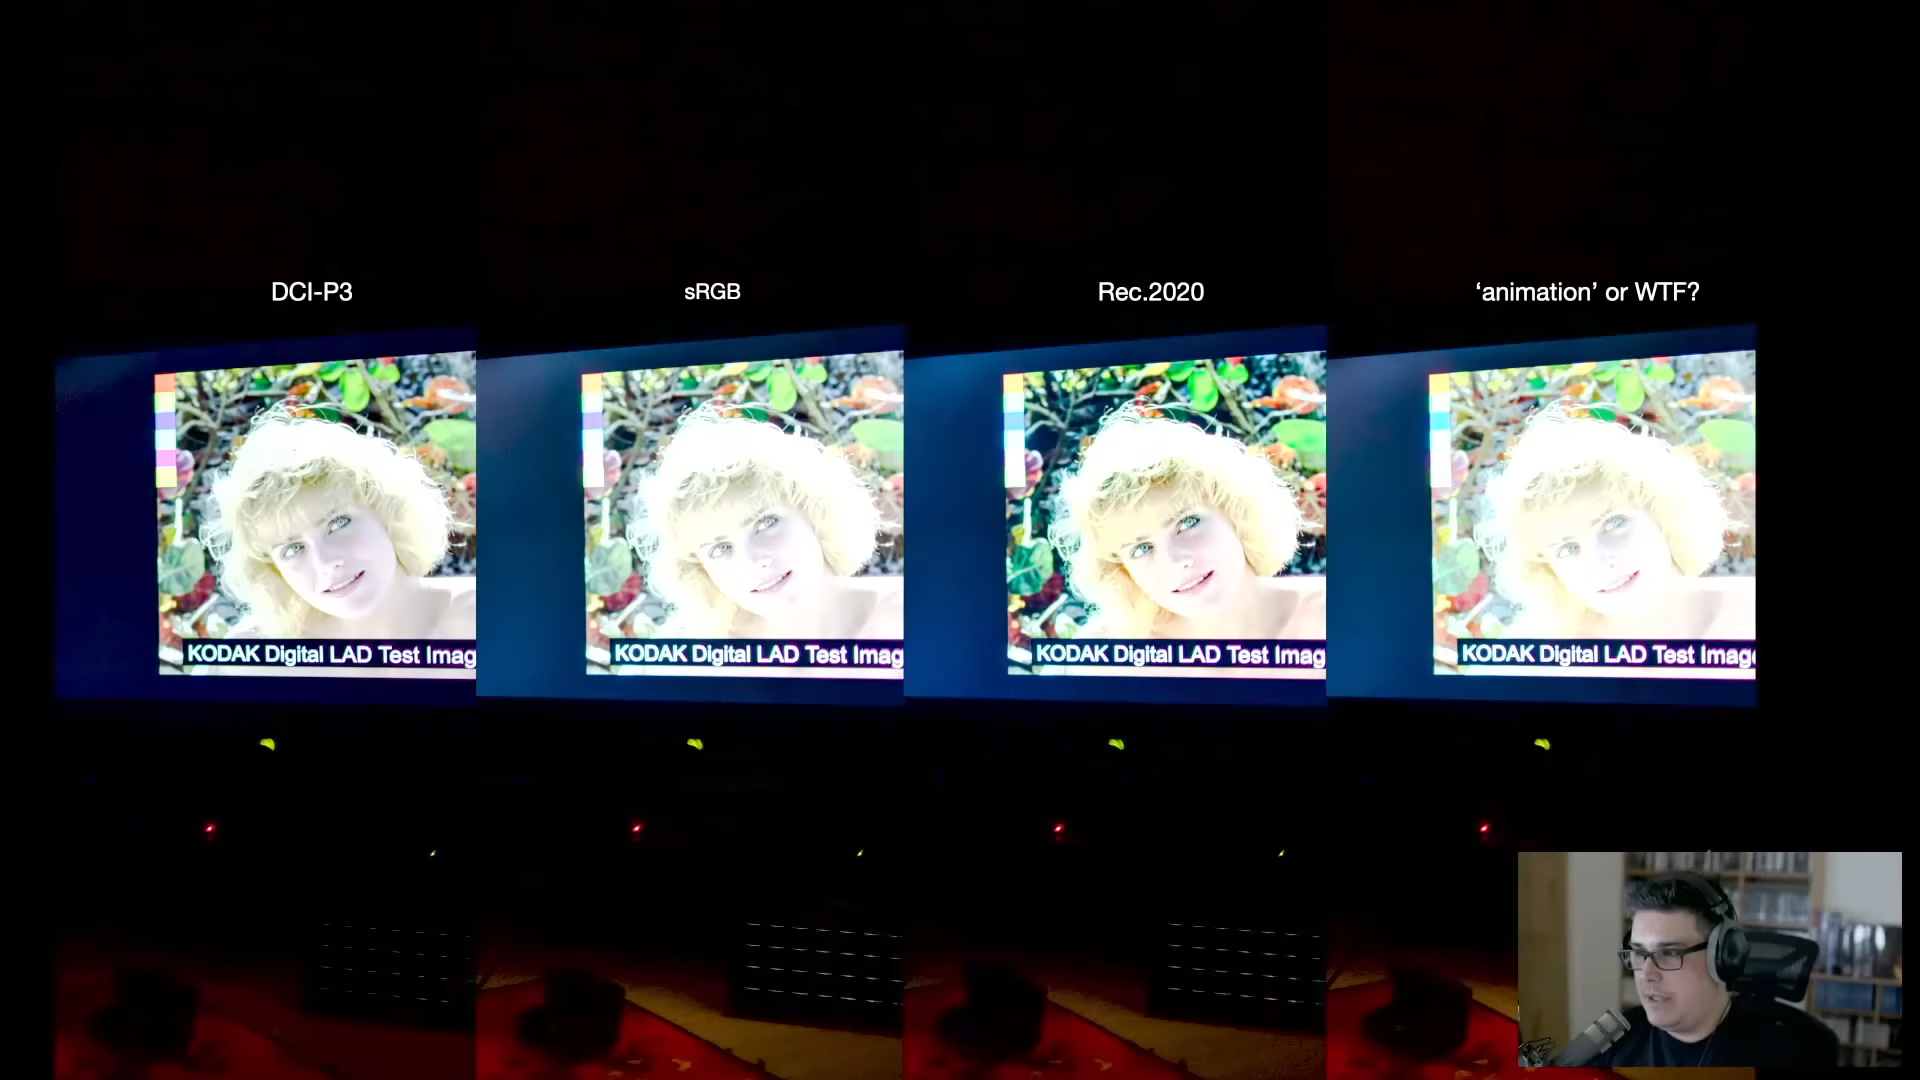 DCI-P3
sRGB
Rec.2020
‘animation’ or WTF?
KODAK Digital LAD Test Imag
KODAK Digital LAD Test Imag
KODAK Digital LAD Test Imag
KODAK Digital LAD Test Image